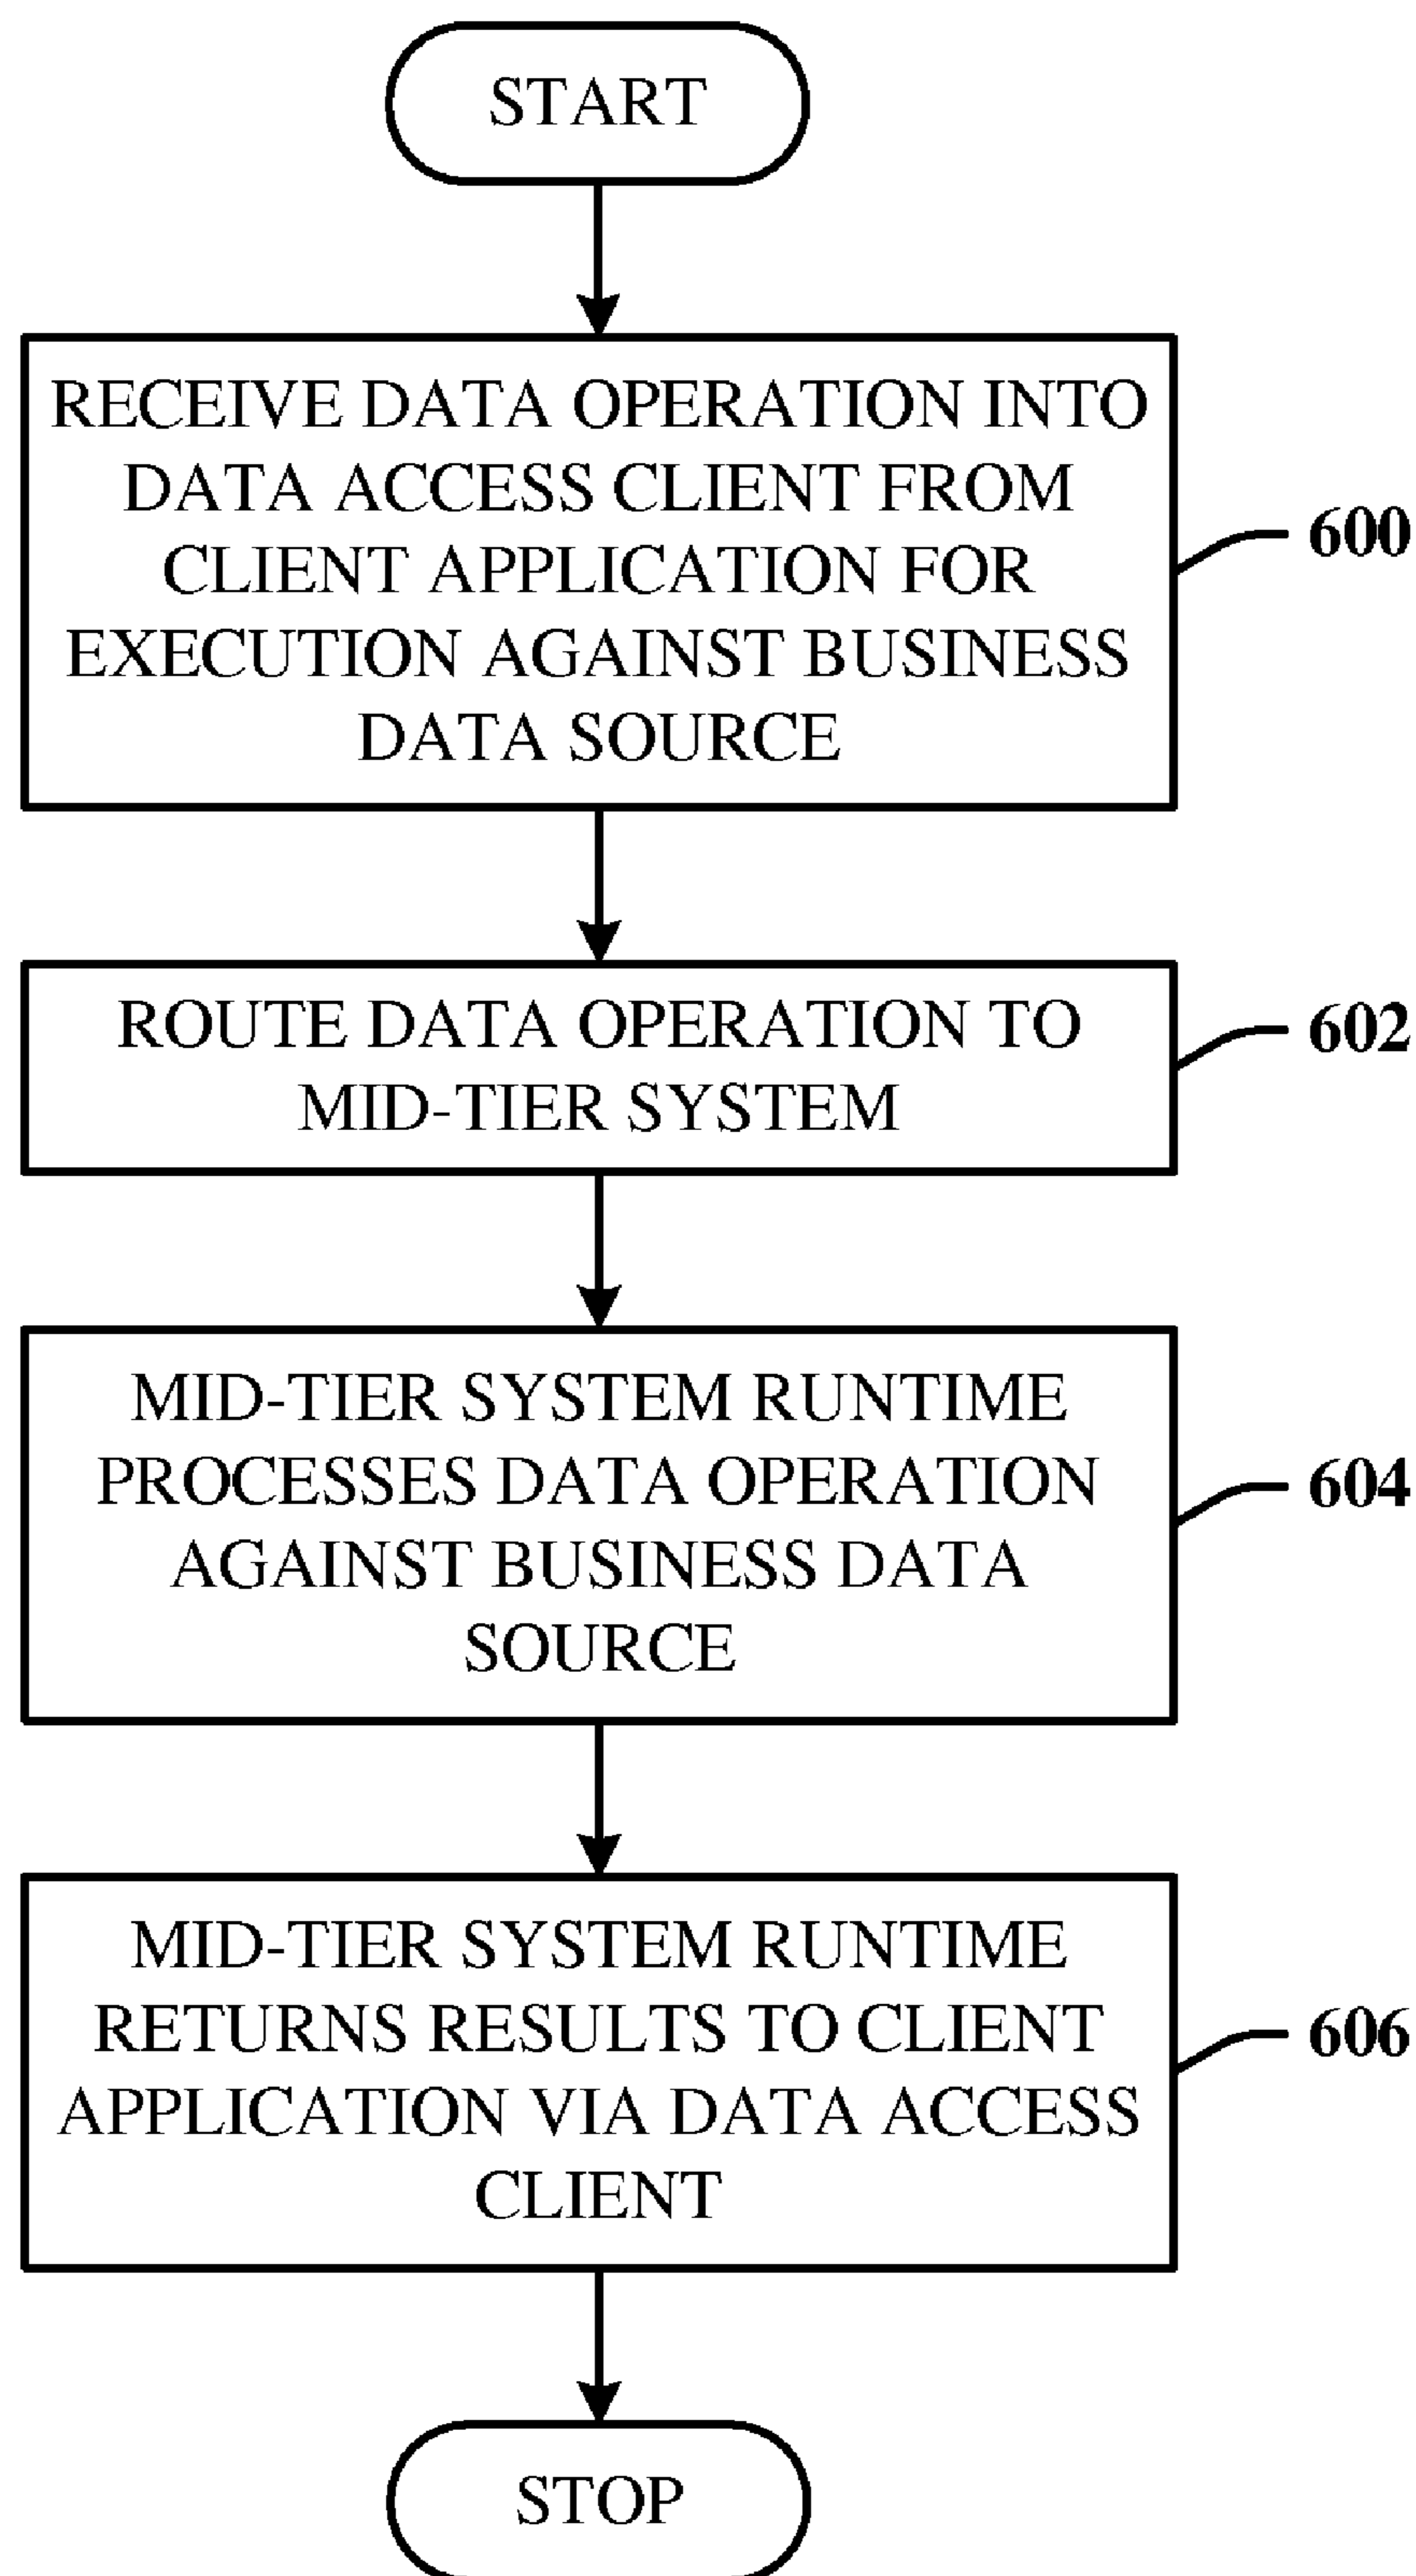 START
RECEIVE DATA OPERATION INTO
DATA ACCESS CLIENT FROM
CLIENT APPLICATION FOR
EXECUTION AGAINST BUSINESS
DATA SOURCE
600
ROUTE DATA OPERATION TO
MID-TIER SYSTEM
602
MID-TIER SYSTEM RUNTIME
PROCESSES DATA OPERATION
AGAINST BUSINESS DATA
SOURCE
604
MID-TIER SYSTEM RUNTIME
RETURNS RESULTS TO CLIENT
APPLICATION VIA DATA ACCESS
CLIENT
606
STOP